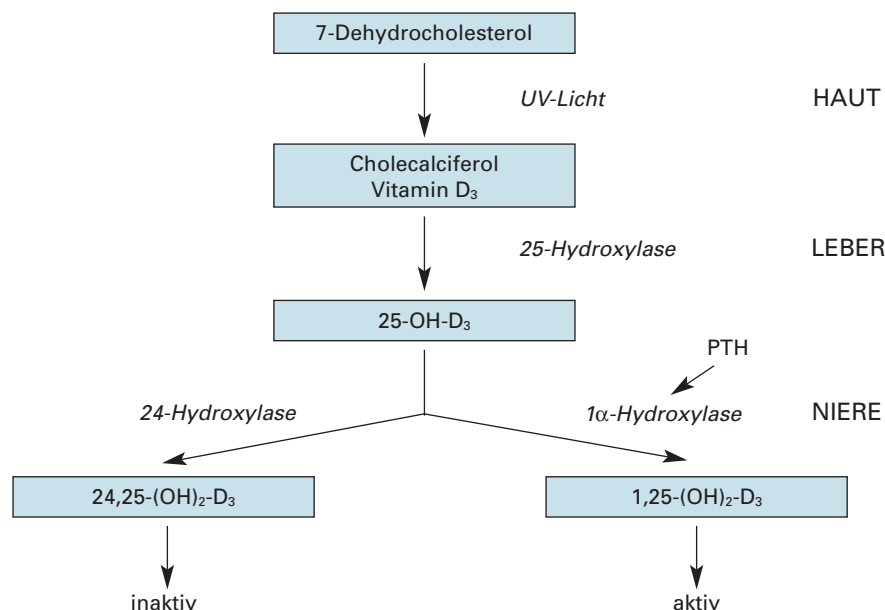 7-Dehydrocholesterol
UV-Licht HAUT
Cholecalciferol
Vitamin D₃
25-Hydroxylase LEBER
25-OH-D₃
PTH
24-Hydroxylase 1α-Hydroxylase NIERE
24,25-(OH)₂-D₃ 1,25-(OH)₂-D₃
inaktiv aktiv